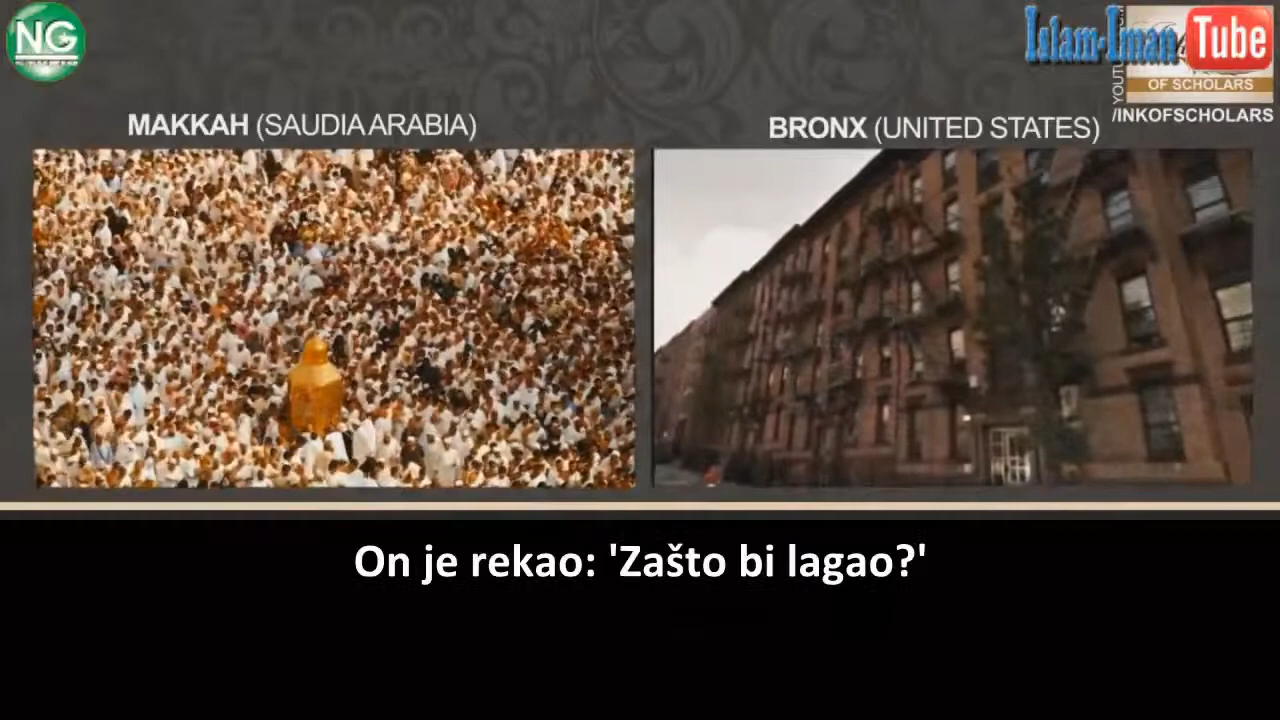 NG
Islam-Iman Tube
OF SCHOLARS
/INKOFSCHOLARS
MAKKAH (SAUDIA ARABIA)
BRONX (UNITED STATES)
On je rekao: 'Zašto bi lagao?'